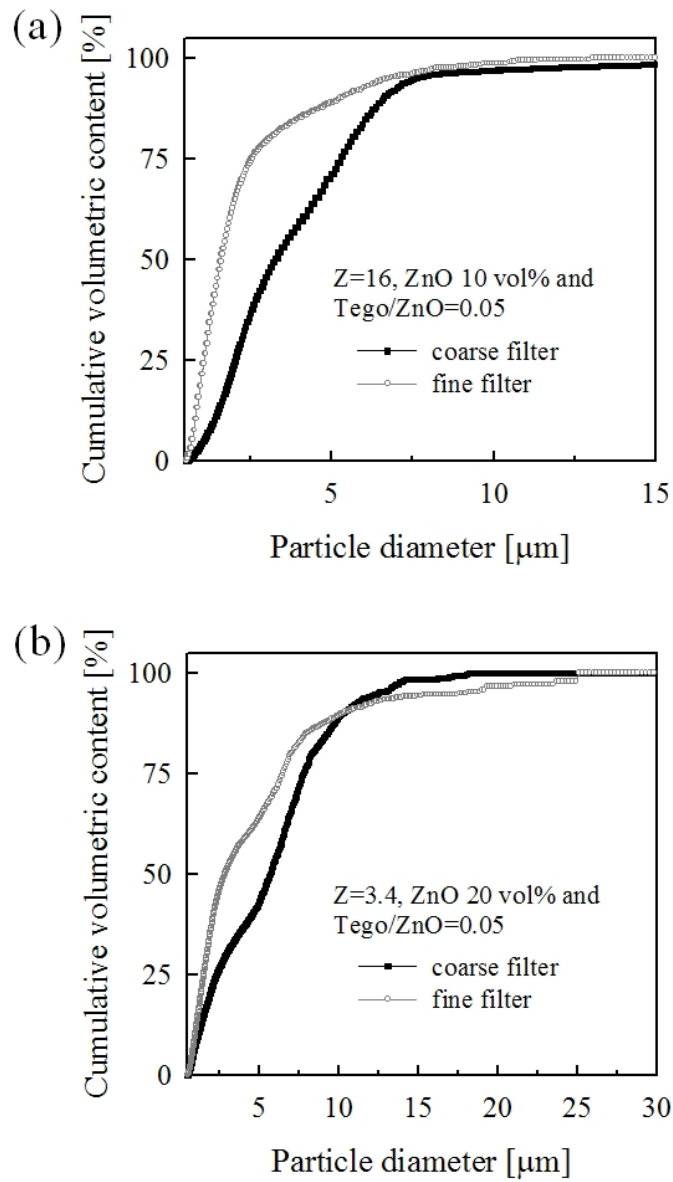 (a)
Cumulative volumetric content [%]
100
75
50
25
0
Z=16, ZnO 10 vol% and
Tego/ZnO=0.05
coarse filter
fine filter
5
10
15
Particle diameter [μm]
(b)
Cumulative volumetric content [%]
100
75
50
25
0
Z=3.4, ZnO 20 vol% and
Tego/ZnO=0.05
coarse filter
fine filter
5
10
15
20
25
30
Particle diameter [μm]